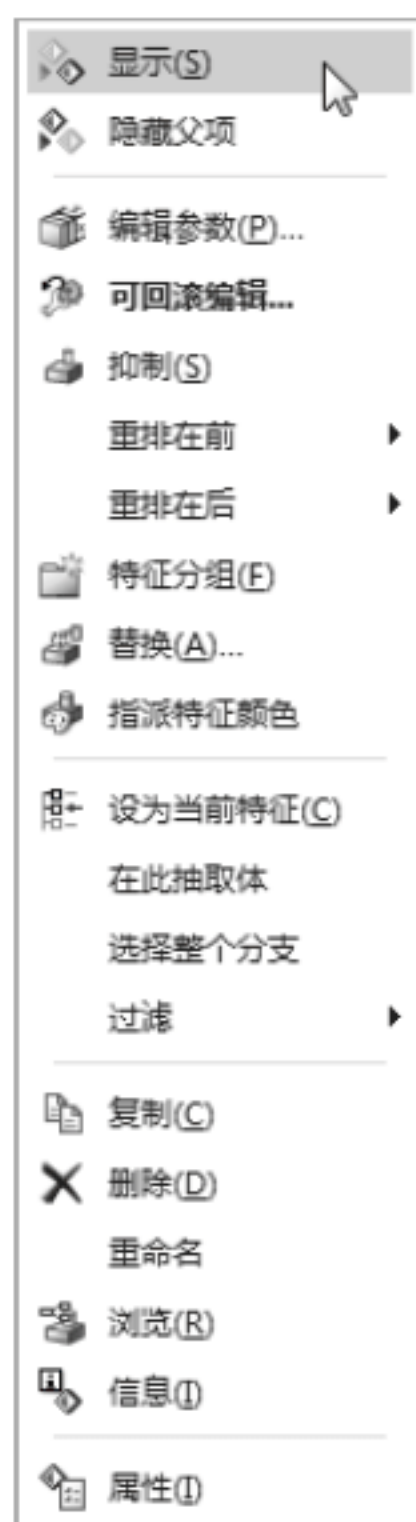 显示(S)
隐藏父项
编辑参数(P)...
可回滚编辑...
抑制(S)
重排在前
重排在后
特征分组(F)
替换(A)...
指派特征颜色
设为当前特征(C)
在此抽取体
选择整个分支
过滤
复制(C)
删除(D)
重命名
浏览(R)
信息(I)
属性(I)